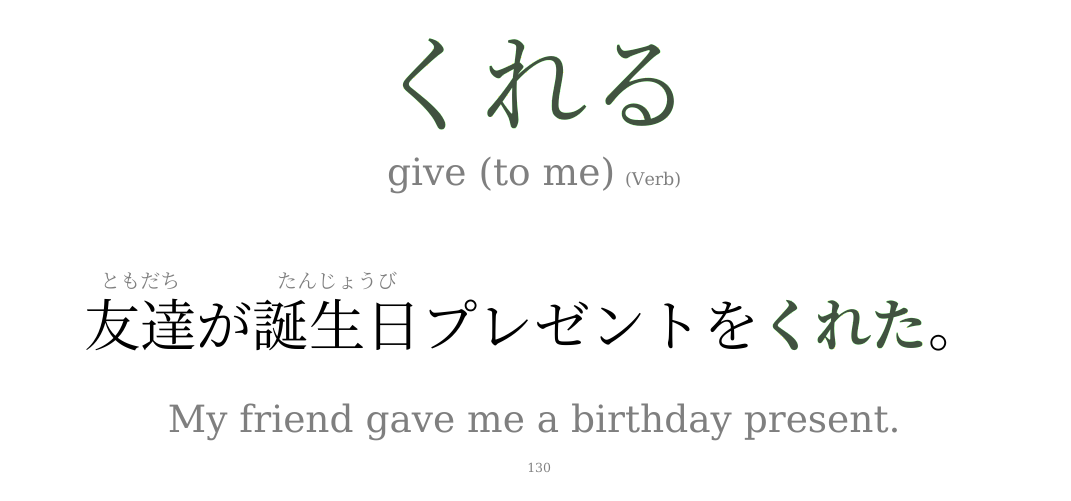 くれる
give (to me) (Verb)
ともだち たんじょうび
友達が誕生日プレゼントをくれた。
My friend gave me a birthday present.
130